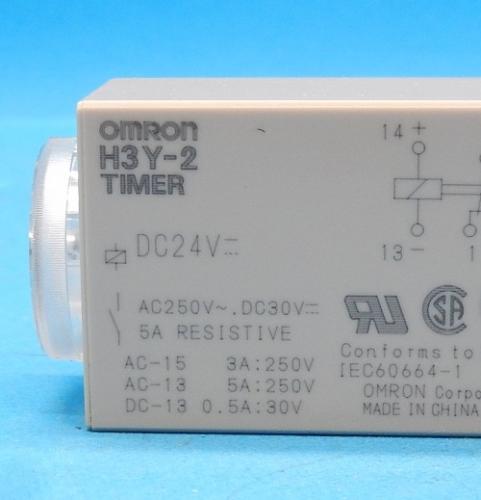 OMRON
H3Y-2
TIMER
14 +
13 -
DC24V⎓
AC250V~.DC30V⎓
5A RESISTIVE
AC-15 3A:250V
AC-13 5A:250V
DC-13 0.5A:30V
Conforms to
IEC60664-1
OMRON Corpo
MADE IN CHINA